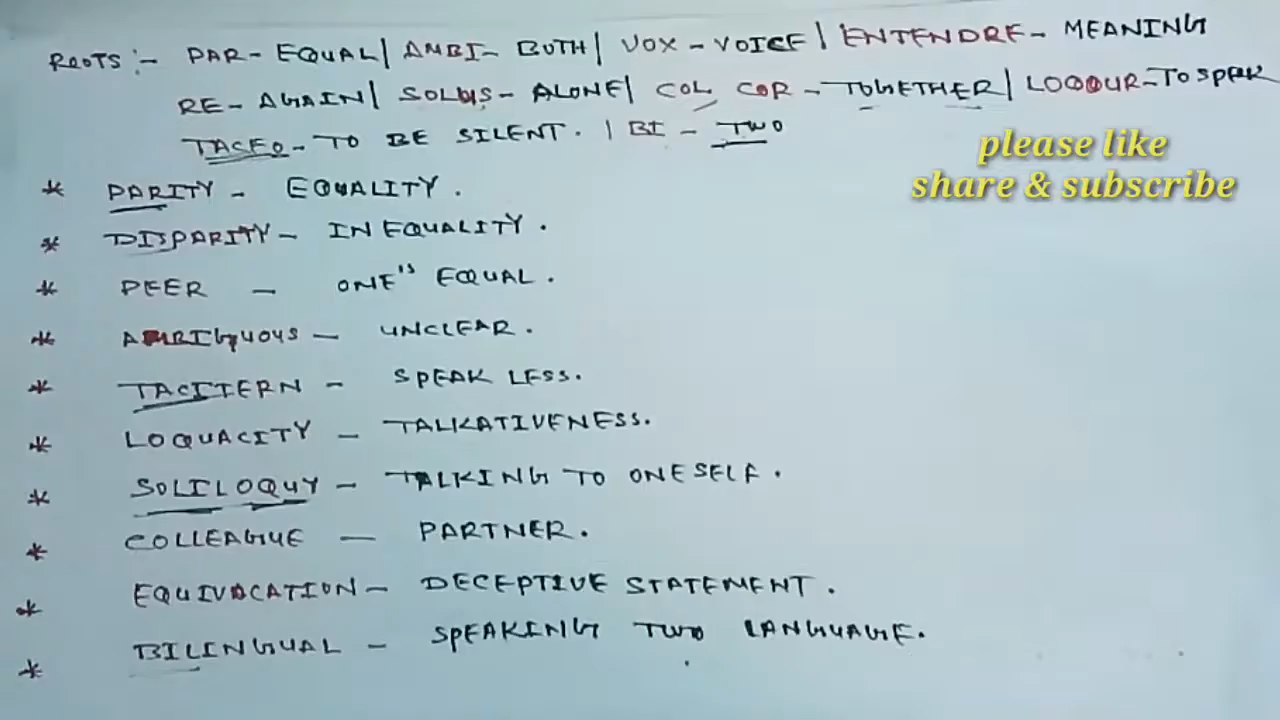 ROOTS :- PAR - EQUAL | AMBI - BOTH | VOX - VOICE | ENTENDRE - MEANING
RE - AGAIN | SOLUS - ALONE | COL, COR - TOGETHER | LOQUUR - TO SPEAK
TACEO - TO BE SILENT. | BI - TWO
please like
share & subscribe
* PARITY - EQUALITY.
* DISPARITY - INEQUALITY.
* PEER - ONE'S EQUAL.
* AMBIGUOUS - UNCLEAR.
* TACITERN - SPEAK LESS.
* LOQUACITY - TALKATIVENESS.
* SOLILOQUY - TALKING TO ONESELF.
* COLLEAGUE - PARTNER.
* EQUIVOCATION - DECEPTIVE STATEMENT.
* BILINGUAL - SPEAKING TWO LANGUAGE.